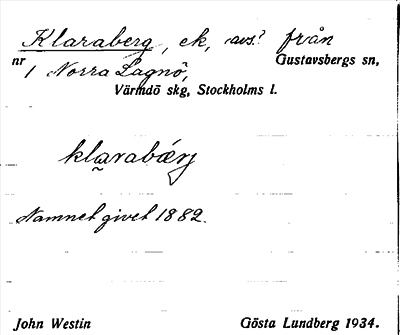 Klaraberg, ek, avs.? från
nr 1 Norra Lagnö, Gustavsbergs sn,
Värmdö skg, Stockholms l.
klarabærj
Namnet givet 1882.
John Westin Gösta Lundberg 1934.